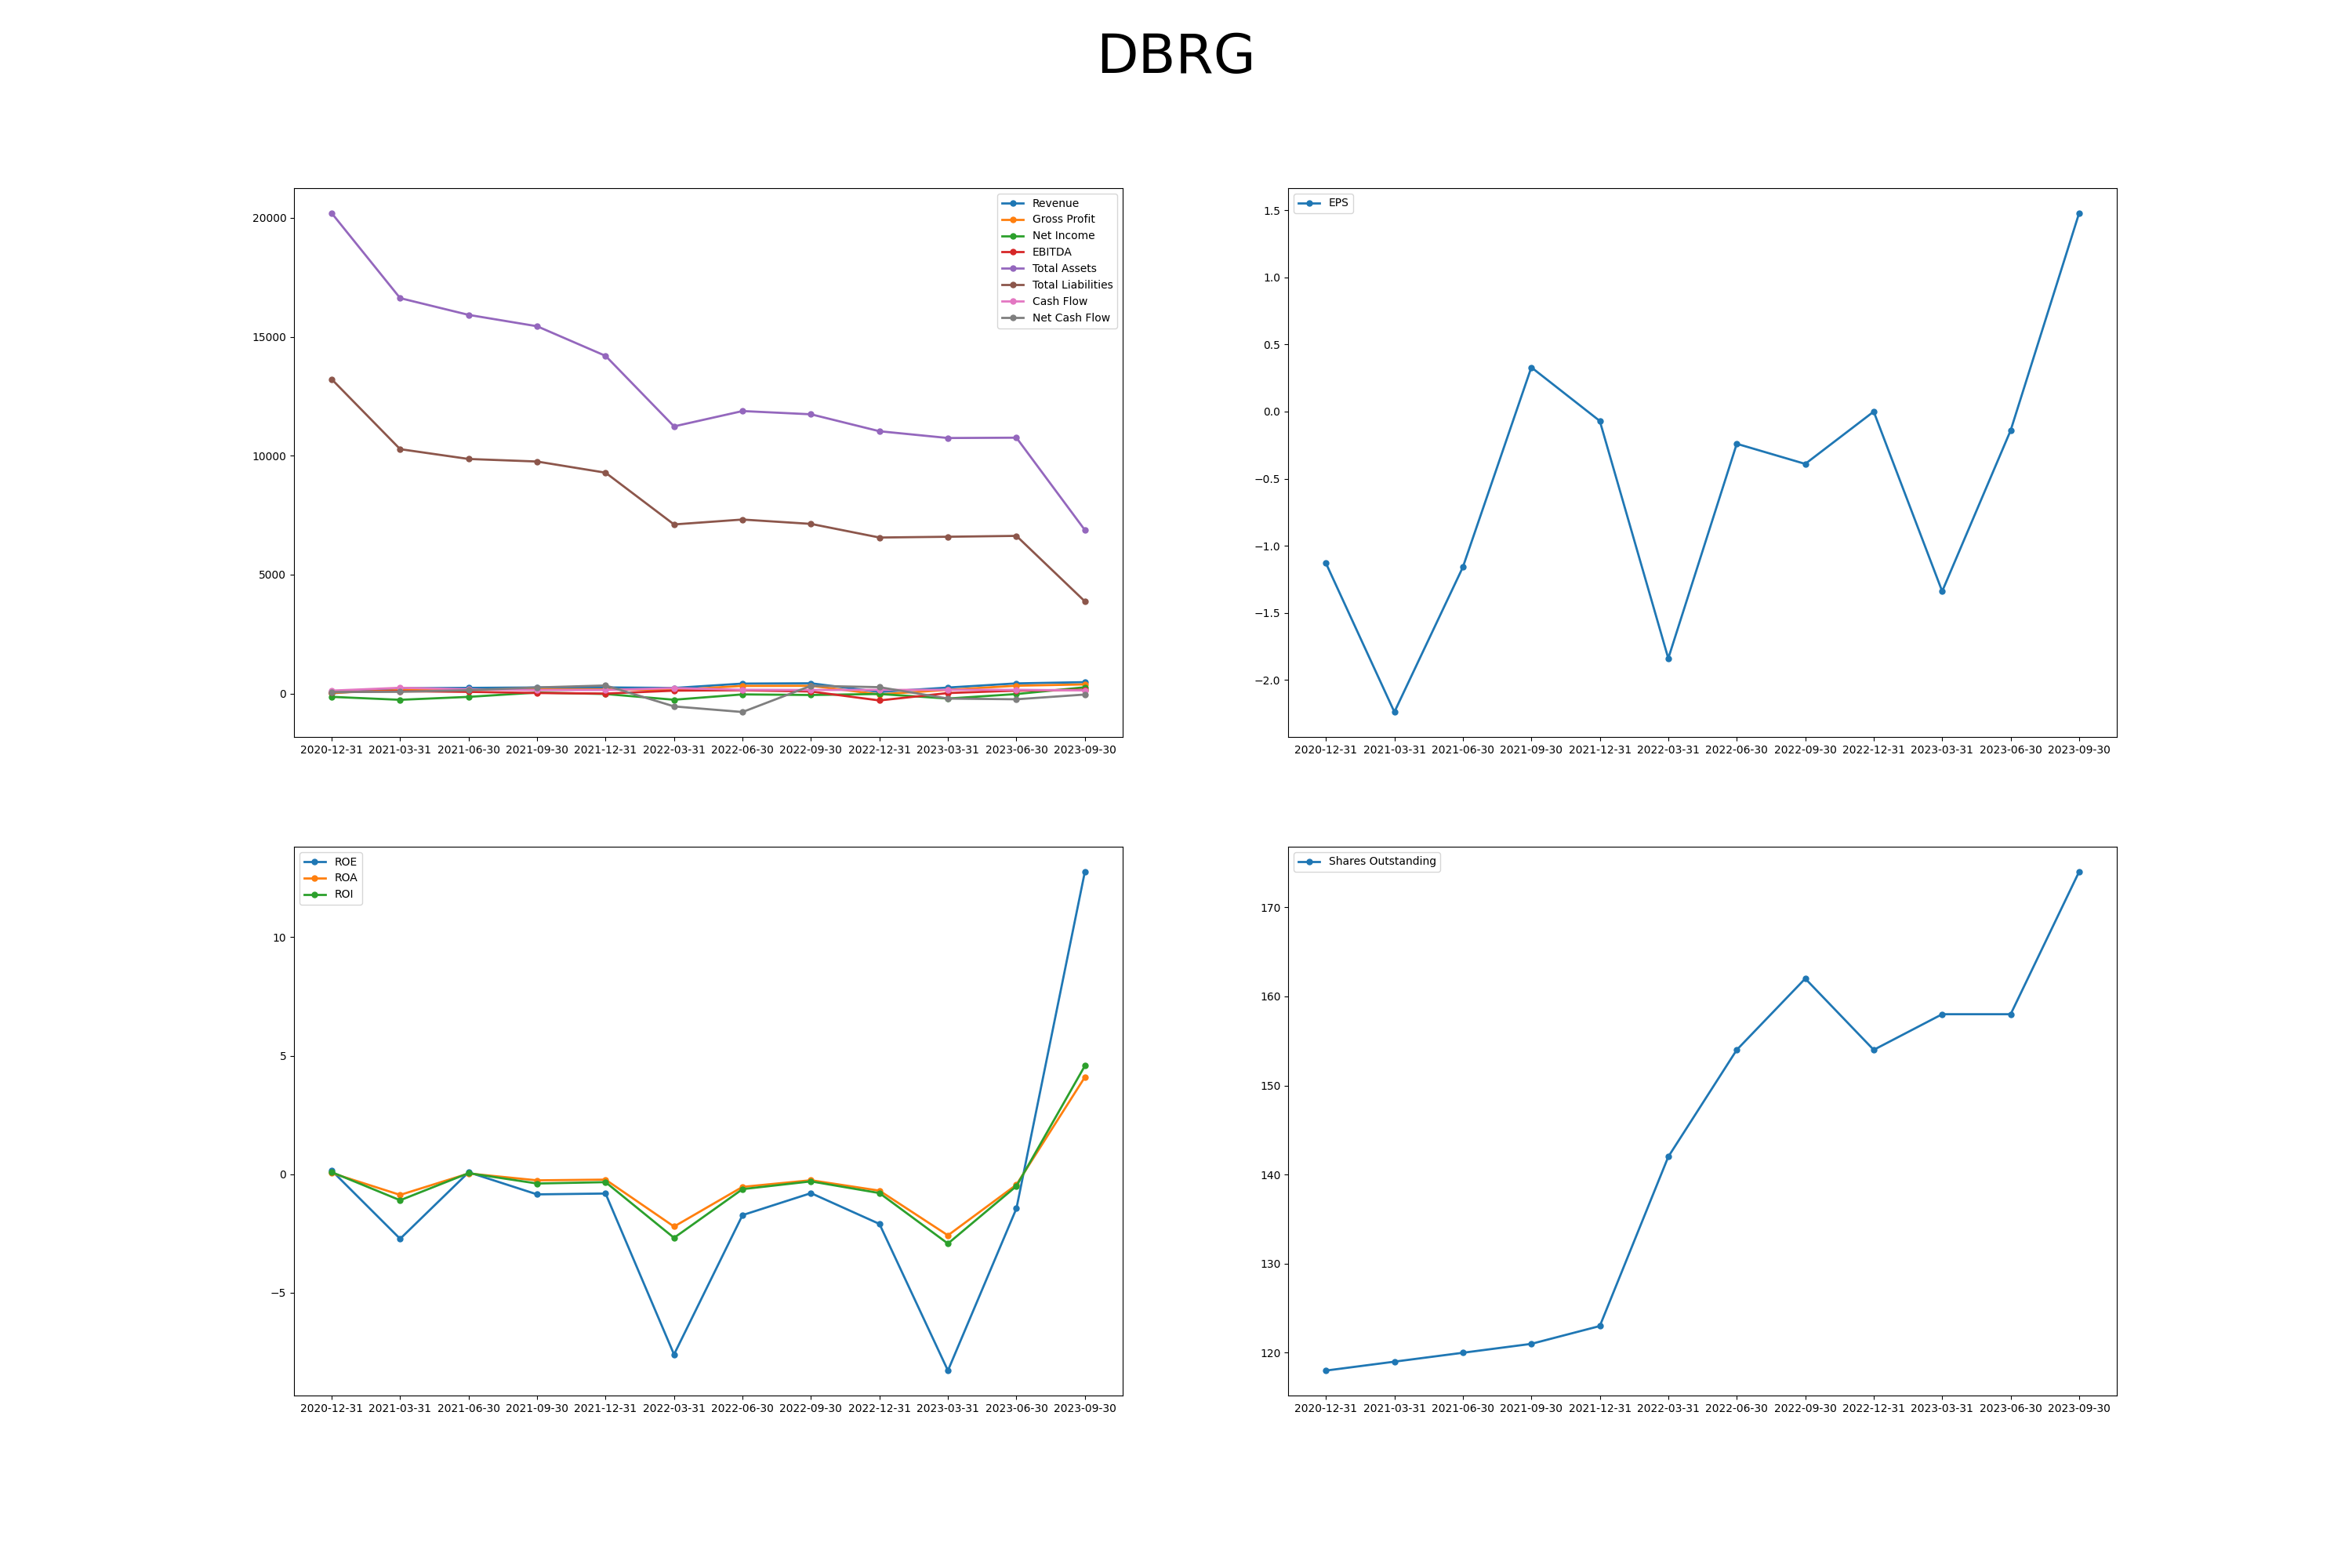 DBRG
20000
15000
10000
5000
0
Revenue
Gross Profit
Net Income
EBITDA
Total Assets
Total Liabilities
Cash Flow
Net Cash Flow
2020-12-31 2021-03-31 2021-06-30 2021-09-30 2021-12-31 2022-03-31 2022-06-30 2022-09-30 2022-12-31 2023-03-31 2023-06-30 2023-09-30
EPS
1.5
1.0
0.5
0.0
−0.5
−1.0
−1.5
−2.0
2020-12-31 2021-03-31 2021-06-30 2021-09-30 2021-12-31 2022-03-31 2022-06-30 2022-09-30 2022-12-31 2023-03-31 2023-06-30 2023-09-30
ROE
ROA
ROI
10
5
0
−5
2020-12-31 2021-03-31 2021-06-30 2021-09-30 2021-12-31 2022-03-31 2022-06-30 2022-09-30 2022-12-31 2023-03-31 2023-06-30 2023-09-30
Shares Outstanding
170
160
150
140
130
120
2020-12-31 2021-03-31 2021-06-30 2021-09-30 2021-12-31 2022-03-31 2022-06-30 2022-09-30 2022-12-31 2023-03-31 2023-06-30 2023-09-30